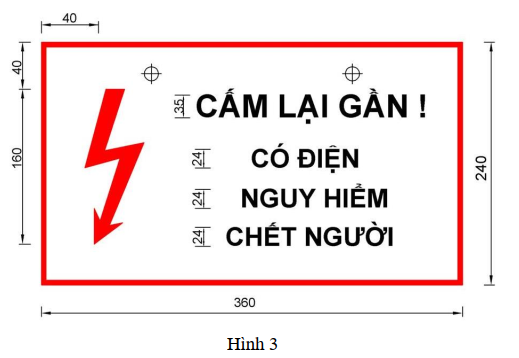 40
40
160
35
CẤM LẠI GẦN !
24
CÓ ĐIỆN
24
NGUY HIỂM
24
CHẾT NGƯỜI
240
360
Hình 3